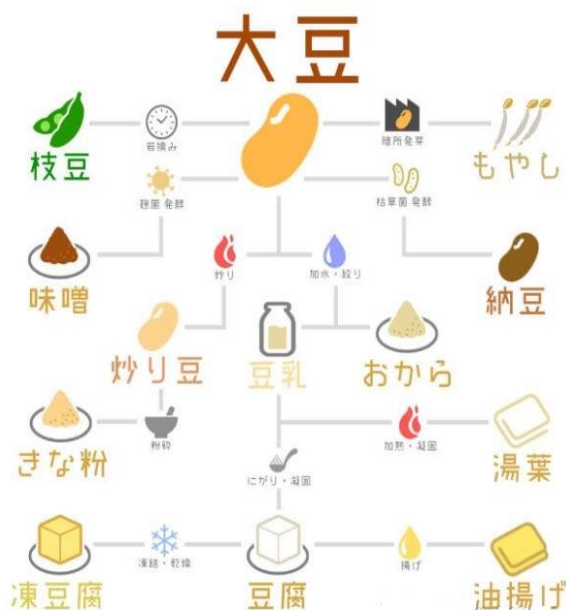 大豆
若摘み
暗所発芽
枝豆
もやし
麹菌 発酵
枯草菌 発酵
炒り
加水・絞り
味噌
納豆
炒り豆
豆乳
おから
粉砕
加熱・凝固
きな粉
湯葉
にがり・凝固
凍結・乾燥
揚げ
凍豆腐
豆腐
油揚げ